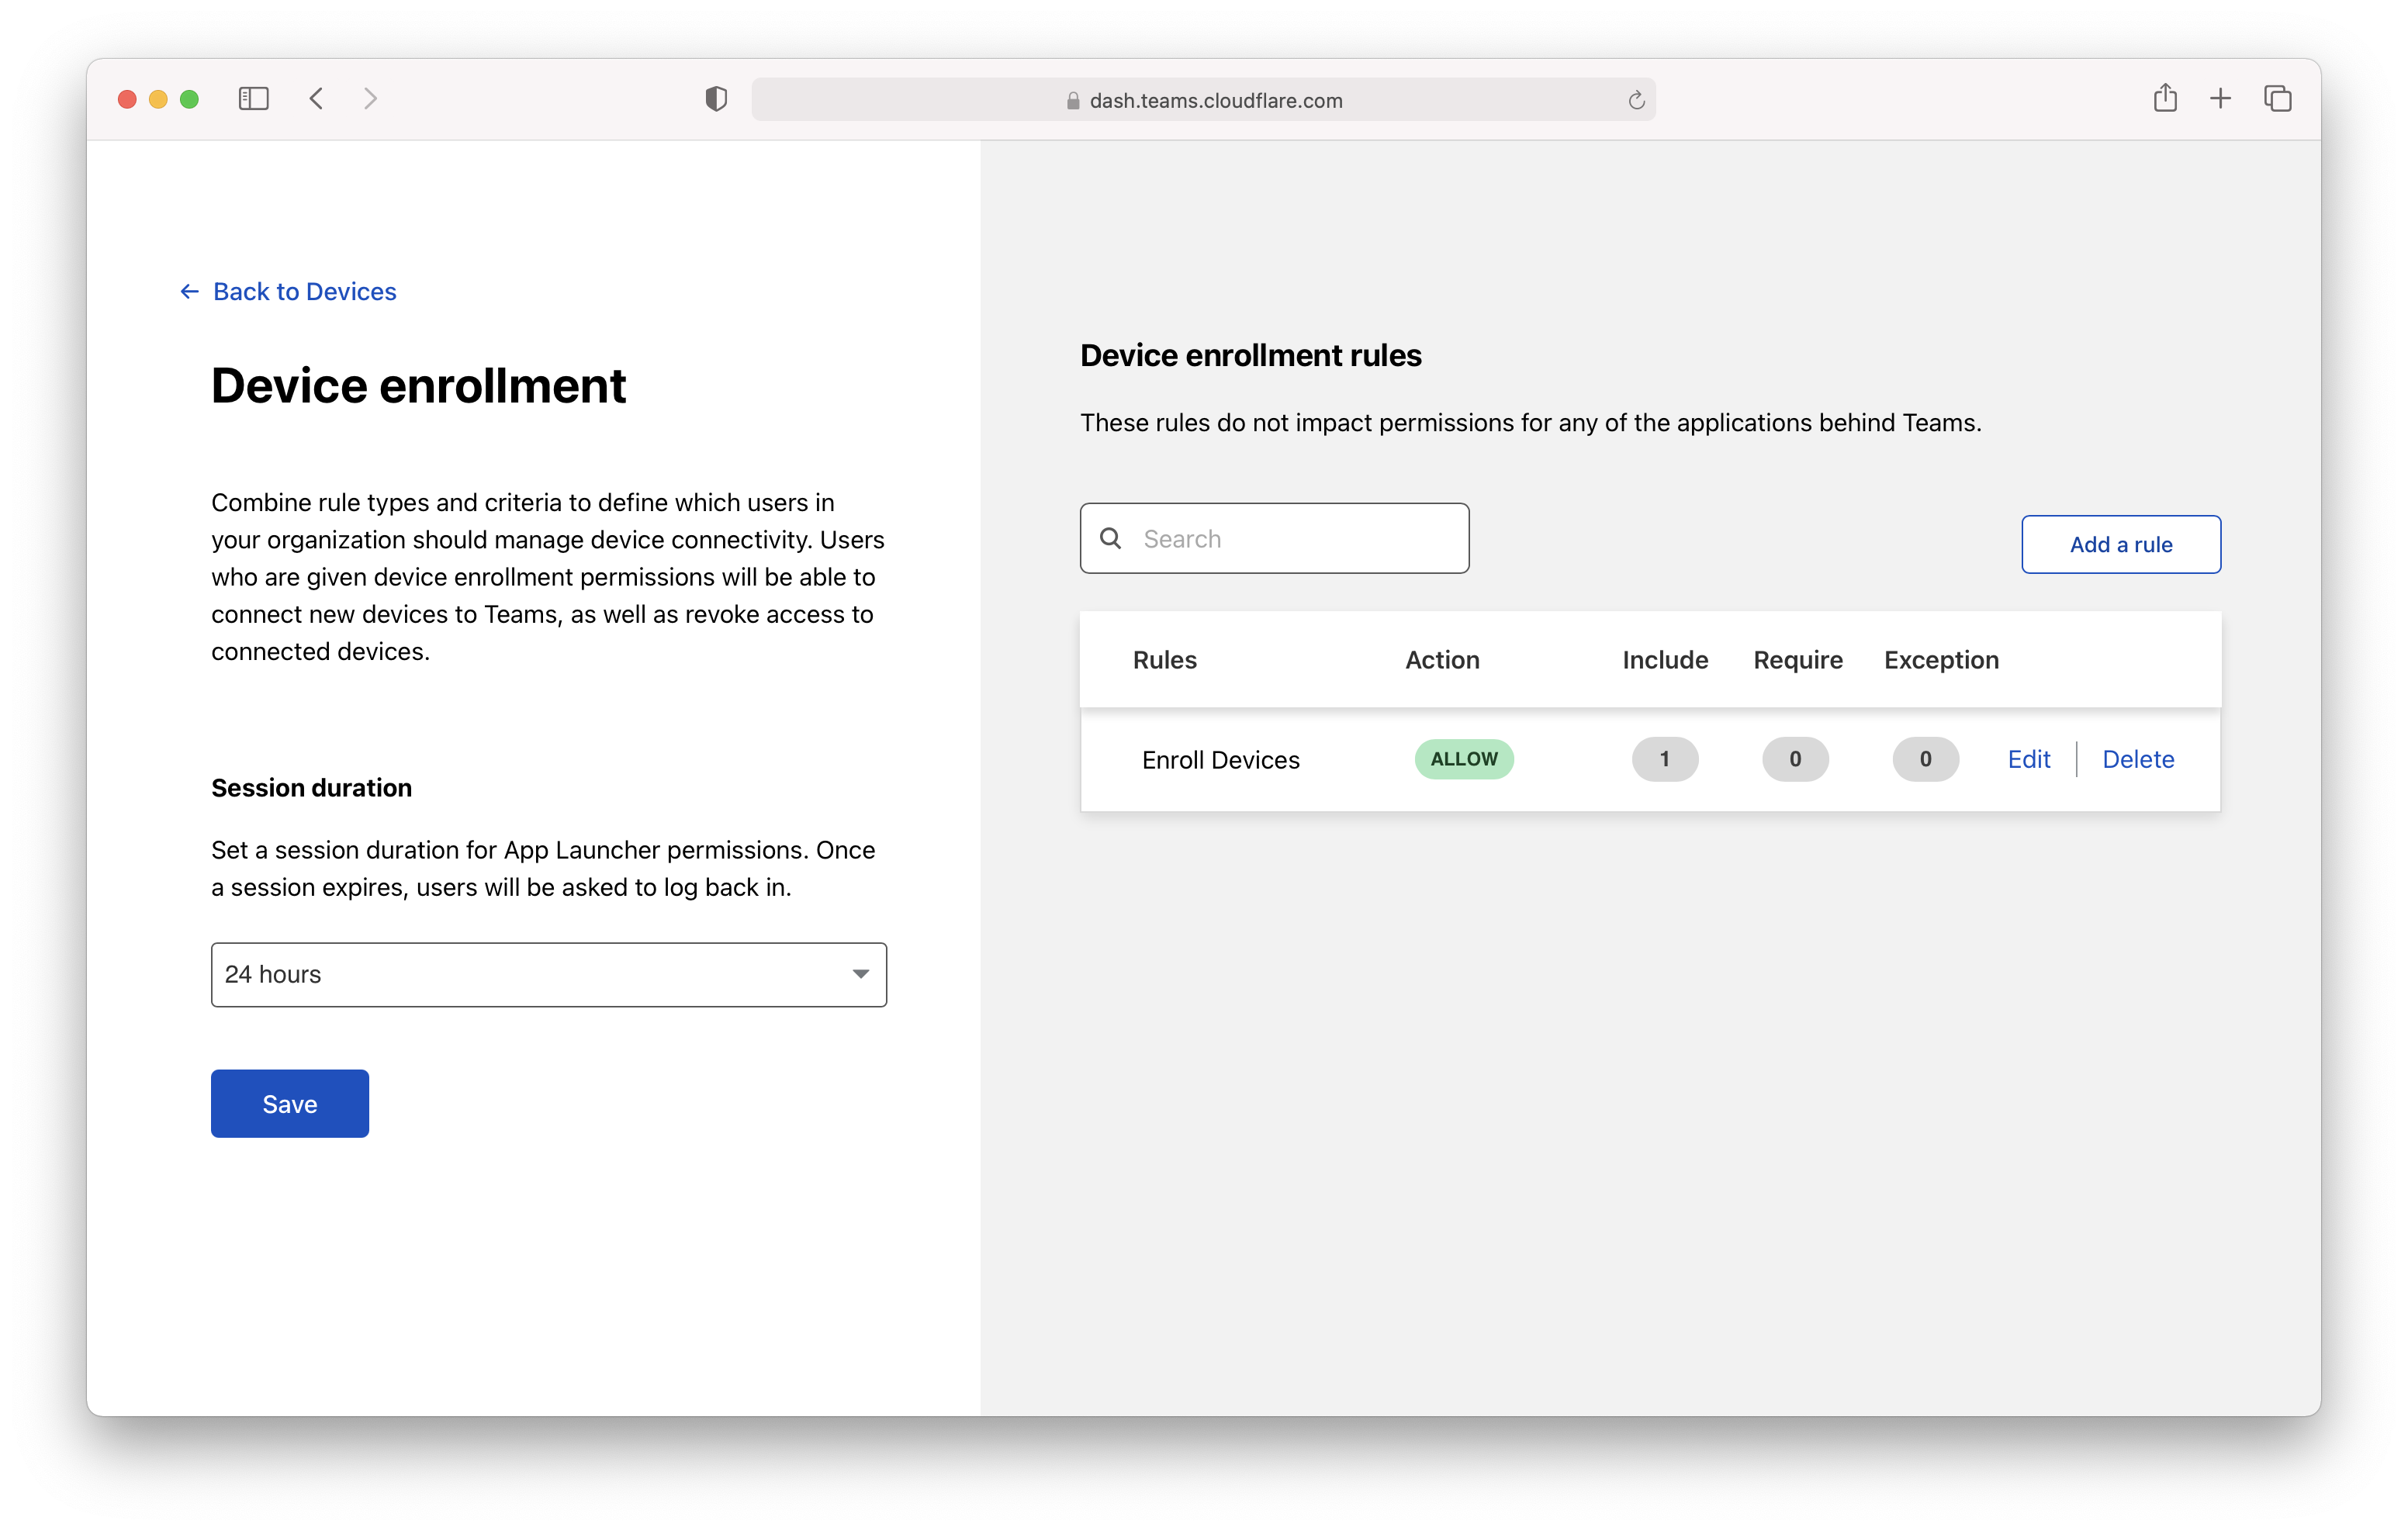 dash.teams.cloudflare.com
Back to Devices
Device enrollment
Combine rule types and criteria to define which users in
your organization should manage device connectivity. Users
who are given device enrollment permissions will be able to
connect new devices to Teams, as well as revoke access to
connected devices.
Session duration
Set a session duration for App Launcher permissions. Once
a session expires, users will be asked to log back in.
24 hours
Save
Device enrollment rules
These rules do not impact permissions for any of the applications behind Teams.
Search
Add a rule
Rules Action Include Require Exception
Enroll Devices ALLOW 1 0 0 Edit Delete